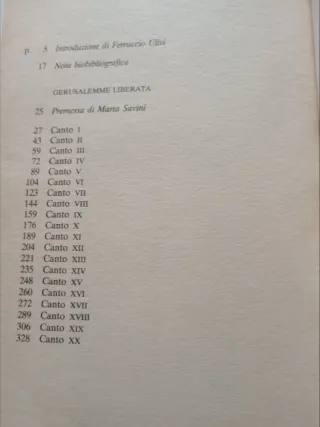 p. 5 Introduzione di Ferruccio Ulivi
17 Nota biobibliografica
GERUSALEMME LIBERATA
25 Premessa di Marta Savini
27 Canto I
43 Canto II
59 Canto III
72 Canto IV
89 Canto V
104 Canto VI
123 Canto VII
144 Canto VIII
159 Canto IX
176 Canto X
189 Canto XI
204 Canto XII
221 Canto XIII
235 Canto XIV
248 Canto XV
260 Canto XVI
272 Canto XVII
289 Canto XVIII
306 Canto XIX
328 Canto XX